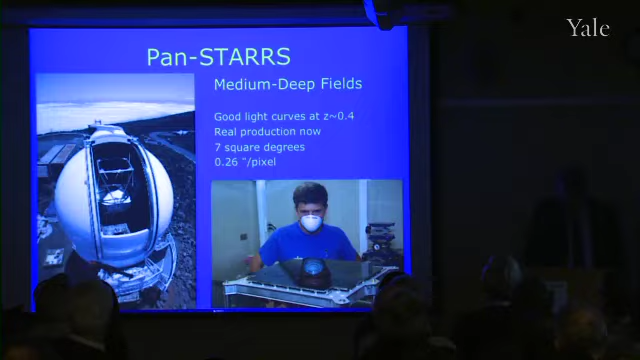 Yale
Pan-STARRS
Medium-Deep Fields
Good light curves at z~0.4
Real production now
7 square degrees
0.26 "/pixel